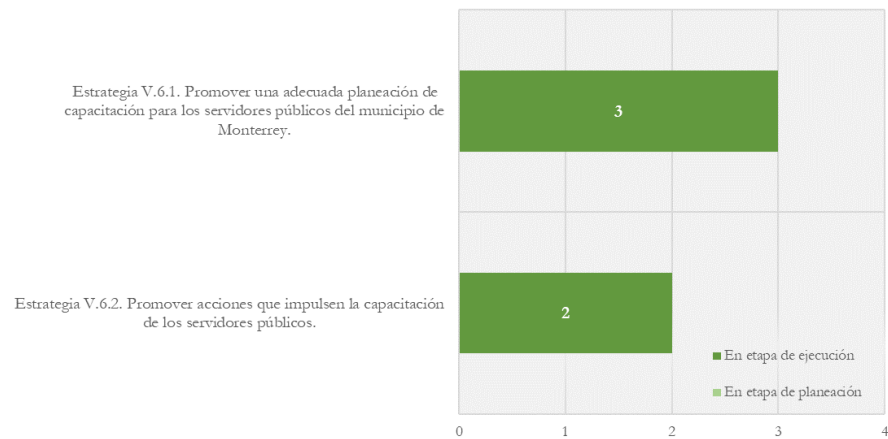 Estrategia V.6.1. Promover una adecuada planeación de
capacitación para los servidores públicos del municipio de
Monterrey.
3
Estrategia V.6.2. Promover acciones que impulsen la capacitación
de los servidores públicos.
2
En etapa de ejecución
En etapa de planeación
0 1 2 3 4